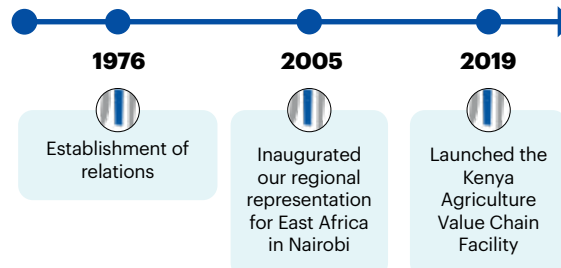 1976
Establishment of
relations
2005
Inaugurated
our regional
representation
for East Africa
in Nairobi
2019
Launched the
Kenya
Agriculture
Value Chain
Facility